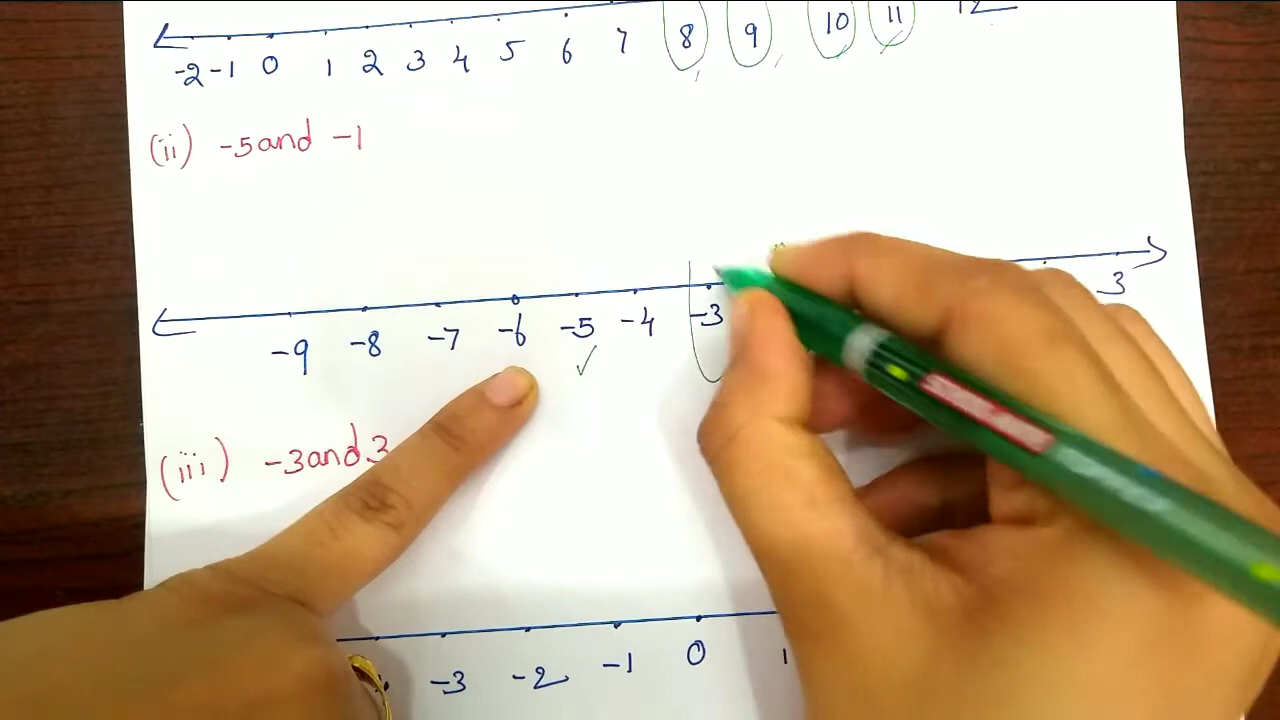 -2 -1 0 1 2 3 4 5 6 7 8 9 10 11 12
(ii) -5 and -1
-9 -8 -7 -6 -5 -4 -3 3
(iii) -3 and 3
-3 -2 -1 0 1